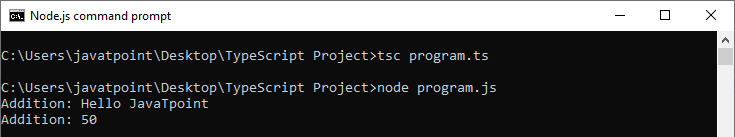 Node.js command prompt
C:\Users\javatpoint\Desktop\TypeScript Project>tsc program.ts
C:\Users\javatpoint\Desktop\TypeScript Project>node program.js
Addition: Hello JavaTpoint
Addition: 50